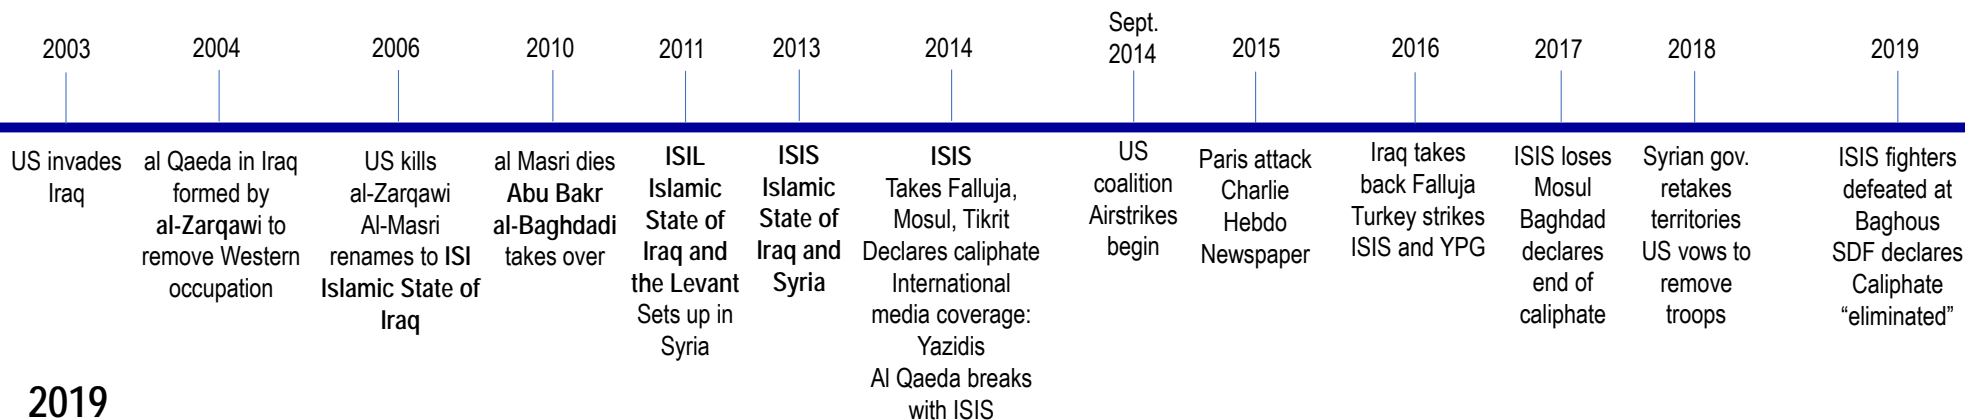 2003
US invades
Iraq
2004
al Qaeda in Iraq
formed by
al-Zarqawi to
remove Western
occupation
2006
US kills
al-Zarqawi
Al-Masri
renames to ISI
Islamic State of
Iraq
2010
al Masri dies
Abu Bakr
al-Baghdadi
takes over
2011
ISIL
Islamic
State of
Iraq and
the Levant
Sets up in
Syria
2013
ISIS
Islamic
State of
Iraq and
Syria
2014
ISIS
Takes Falluja,
Mosul, Tikrit
Declares caliphate
International
media coverage:
Yazidis
Al Qaeda breaks
with ISIS
Sept.
2014
US
coalition
Airstrikes
begin
2015
Paris attack
Charlie
Hebdo
Newspaper
2016
Iraq takes
back Falluja
Turkey strikes
ISIS and YPG
2017
ISIS loses
Mosul
Baghdad
declares
end of
caliphate
2018
Syrian gov.
retakes
territories
US vows to
remove
troops
2019
ISIS fighters
defeated at
Baghous
SDF declares
Caliphate
“eliminated”
2019